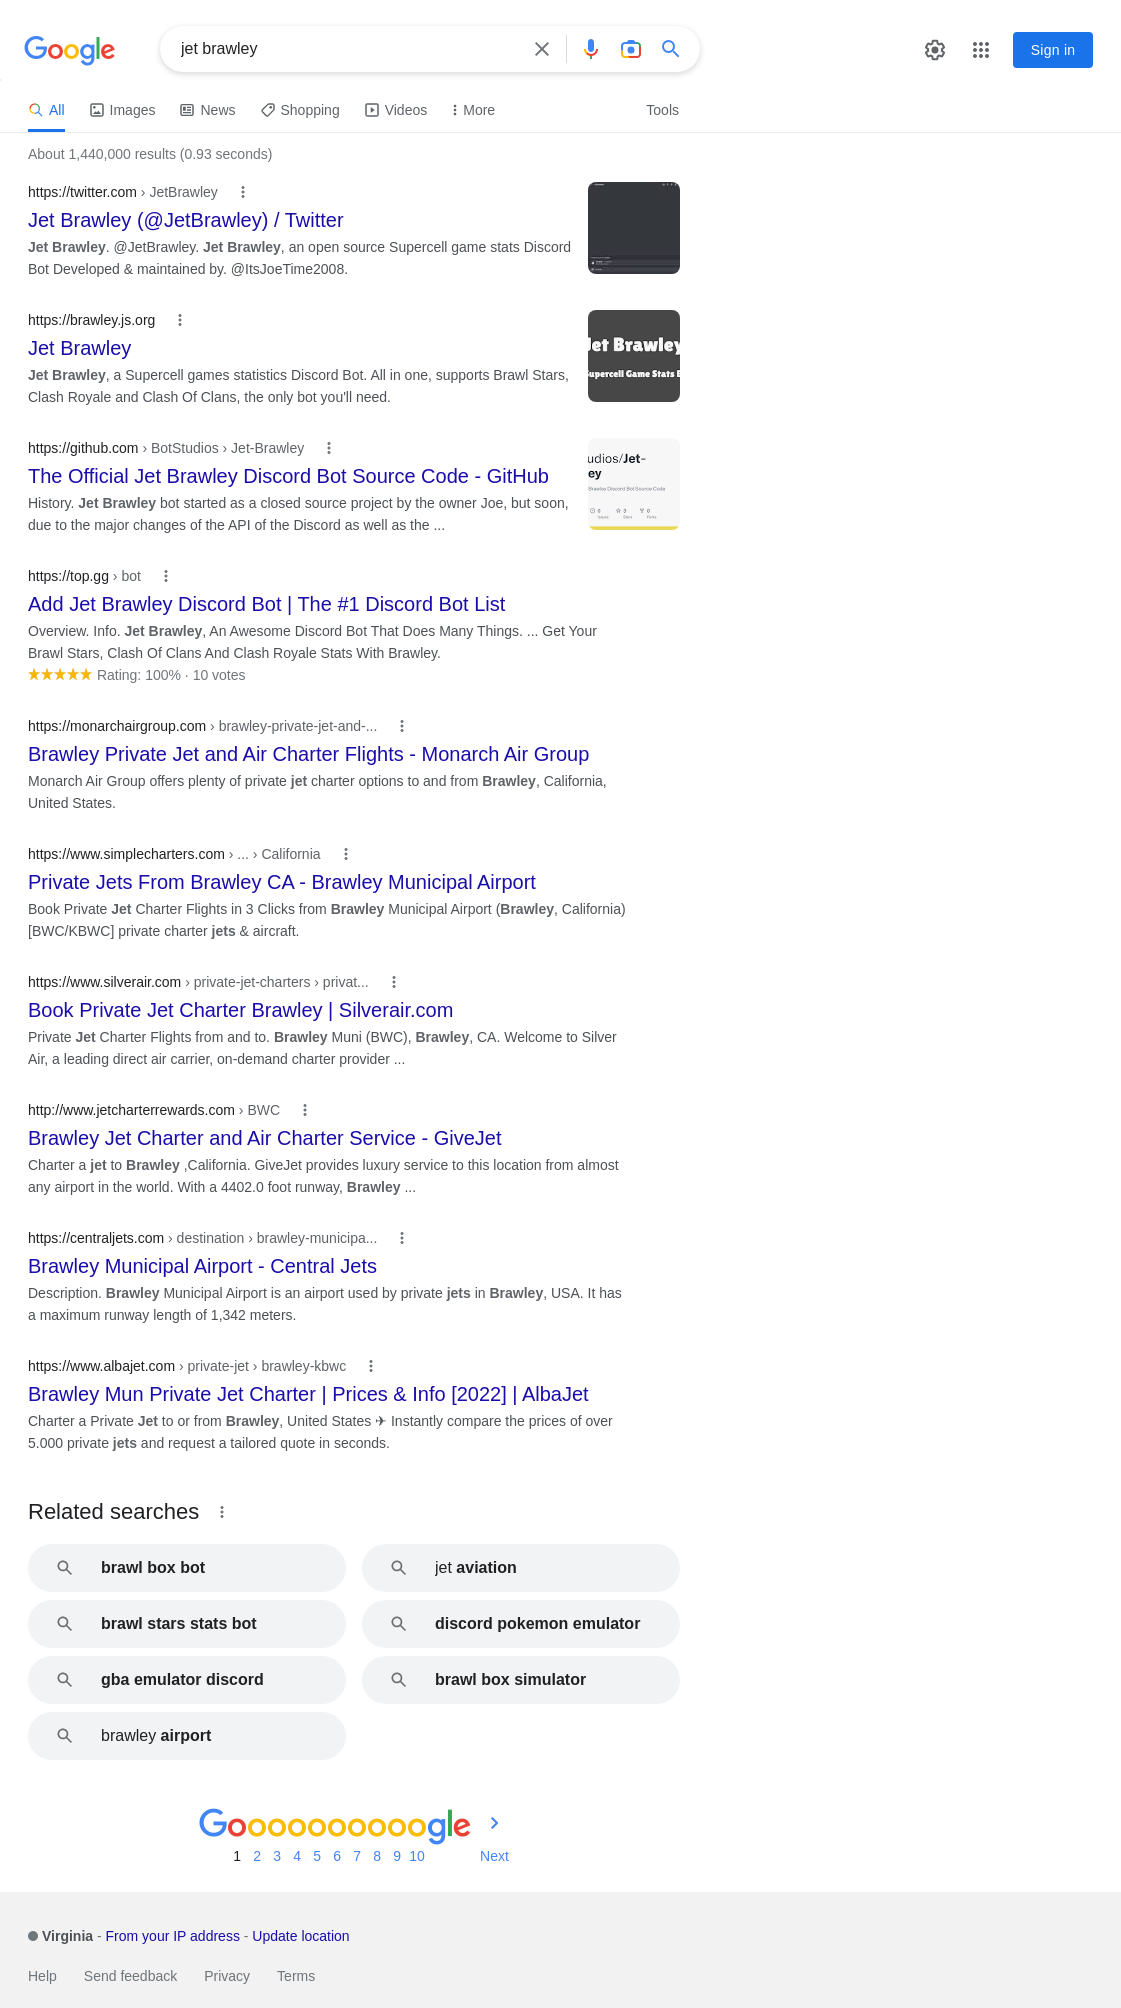 Google
jet brawley
Sign in
All
Images
News
Shopping
Videos
More
Tools
About 1,440,000 results (0.93 seconds)
https://twitter.com › JetBrawley
Jet Brawley (@JetBrawley) / Twitter
Jet Brawley. @JetBrawley. Jet Brawley, an open source Supercell game stats Discord
Bot Developed & maintained by. @ItsJoeTime2008.
https://brawley.js.org
Jet Brawley
Jet Brawley, a Supercell games statistics Discord Bot. All in one, supports Brawl Stars,
Clash Royale and Clash Of Clans, the only bot you'll need.
Jet Brawley
Supercell Game Stats B
https://github.com › BotStudios › Jet-Brawley
The Official Jet Brawley Discord Bot Source Code - GitHub
History. Jet Brawley bot started as a closed source project by the owner Joe, but soon,
due to the major changes of the API of the Discord as well as the ...
udios/Jet-
ey
Brawley Discord Bot Source Code
0 3 0
Issues Stars Forks
https://top.gg › bot
Add Jet Brawley Discord Bot | The #1 Discord Bot List
Overview. Info. Jet Brawley, An Awesome Discord Bot That Does Many Things. ... Get Your
Brawl Stars, Clash Of Clans And Clash Royale Stats With Brawley.
Rating: 100% · 10 votes
https://monarchairgroup.com › brawley-private-jet-and-...
Brawley Private Jet and Air Charter Flights - Monarch Air Group
Monarch Air Group offers plenty of private jet charter options to and from Brawley, California,
United States.
https://www.simplecharters.com › ... › California
Private Jets From Brawley CA - Brawley Municipal Airport
Book Private Jet Charter Flights in 3 Clicks from Brawley Municipal Airport (Brawley, California)
[BWC/KBWC] private charter jets & aircraft.
https://www.silverair.com › private-jet-charters › privat...
Book Private Jet Charter Brawley | Silverair.com
Private Jet Charter Flights from and to. Brawley Muni (BWC), Brawley, CA. Welcome to Silver
Air, a leading direct air carrier, on-demand charter provider ...
http://www.jetcharterrewards.com › BWC
Brawley Jet Charter and Air Charter Service - GiveJet
Charter a jet to Brawley ,California. GiveJet provides luxury service to this location from almost
any airport in the world. With a 4402.0 foot runway, Brawley ...
https://centraljets.com › destination › brawley-municipa...
Brawley Municipal Airport - Central Jets
Description. Brawley Municipal Airport is an airport used by private jets in Brawley, USA. It has
a maximum runway length of 1,342 meters.
https://www.albajet.com › private-jet › brawley-kbwc
Brawley Mun Private Jet Charter | Prices & Info [2022] | AlbaJet
Charter a Private Jet to or from Brawley, United States ✈ Instantly compare the prices of over
5.000 private jets and request a tailored quote in seconds.
Related searches
brawl box bot
jet aviation
brawl stars stats bot
discord pokemon emulator
gba emulator discord
brawl box simulator
brawley airport
Goooooooooogle
1 2 3 4 5 6 7 8 9 10 Next
Virginia - From your IP address - Update location
Help Send feedback Privacy Terms